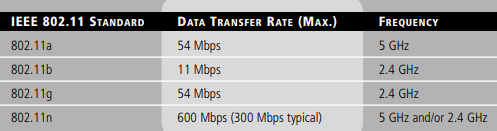 IEEE 802.11 STANDARD DATA TRANSFER RATE (MAX.) FREQUENCY
802.11a 54 Mbps 5 GHz
802.11b 11 Mbps 2.4 GHz
802.11g 54 Mbps 2.4 GHz
802.11n 600 Mbps (300 Mbps typical) 5 GHz and/or 2.4 GHz